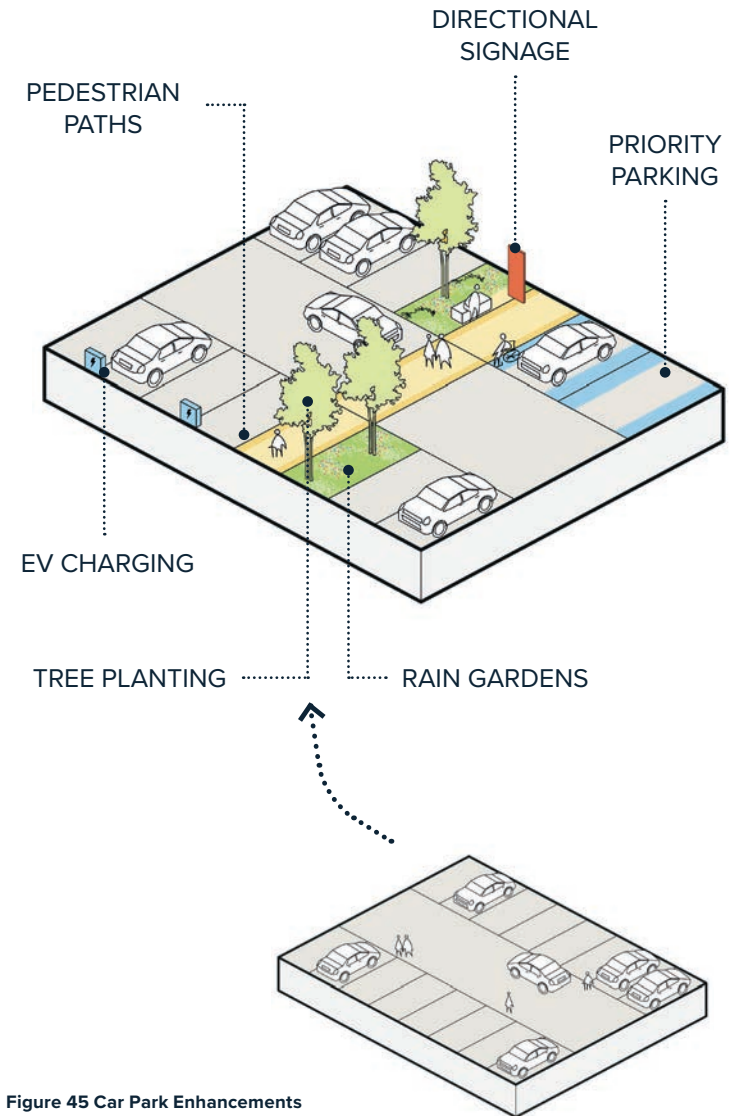 DIRECTIONAL
SIGNAGE
PEDESTRIAN
PATHS
PRIORITY
PARKING
EV CHARGING
TREE PLANTING
RAIN GARDENS
Figure 45 Car Park Enhancements